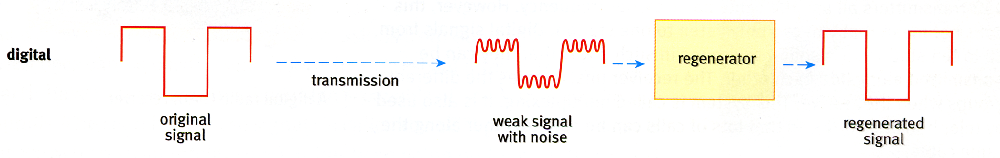 digital
transmission
original
signal
weak signal
with noise
regenerator
regenerated
signal